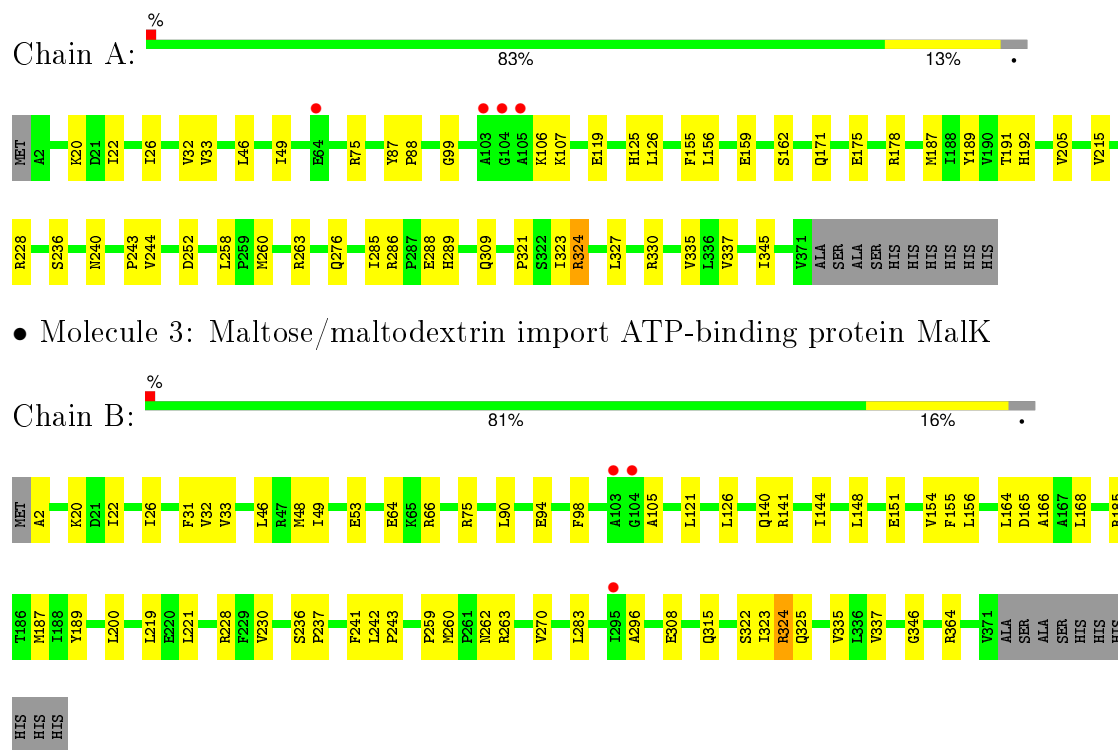 %
Chain A:
83% 13% •
MET A2 K20 D21 I22 I26 V32 V33 L46 I49 E64 R75 Y87 P88 G99 A103 G104 A105 K106 K107 E119 H125 L126 F155 L156 E159 S162 Q171 E175 R178 M187 I188 Y189 V190 T191 H192 V205 V215
R228 S236 N240 P243 V244 D252 L258 P259 M260 R263 Q276 I285 R286 P287 E288 H289 Q309 P321 S322 I323 R324 L327 R330 V335 L336 V337 I345 V371 ALA SER ALA SER HIS HIS HIS HIS HIS HIS
• Molecule 3: Maltose/maltodextrin import ATP-binding protein MalK
%
Chain B:
81% 16% •
MET A2 K20 D21 I22 I26 F31 V32 V33 L46 R47 M48 I49 E53 E64 K65 R66 R75 L90 E94 F98 A103 G104 A105 L121 L126 Q140 R141 I144 L148 E151 V154 F155 L156 L164 D165 A166 A167 L168 R185
T186 M187 I188 Y189 L200 L219 E220 L221 R228 F229 V230 S236 P237 F241 L242 P243 P259 M260 P261 N262 R263 V270 L283 I295 A296 E308 Q315 S322 I323 R324 Q325 V335 L336 V337 G346 R364 V371 ALA SER ALA SER HIS HIS HIS
HIS HIS HIS